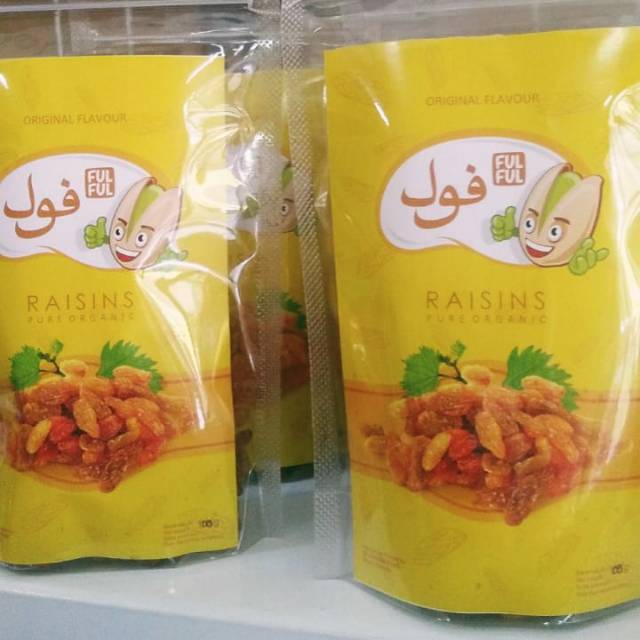 ORIGINAL FLAVOUR
فول
FUL
FUL
RAISINS
PURE ORGANIC
ORIGINAL FLAVOUR
فول
FUL
FUL
RAISINS
PURE ORGANIC